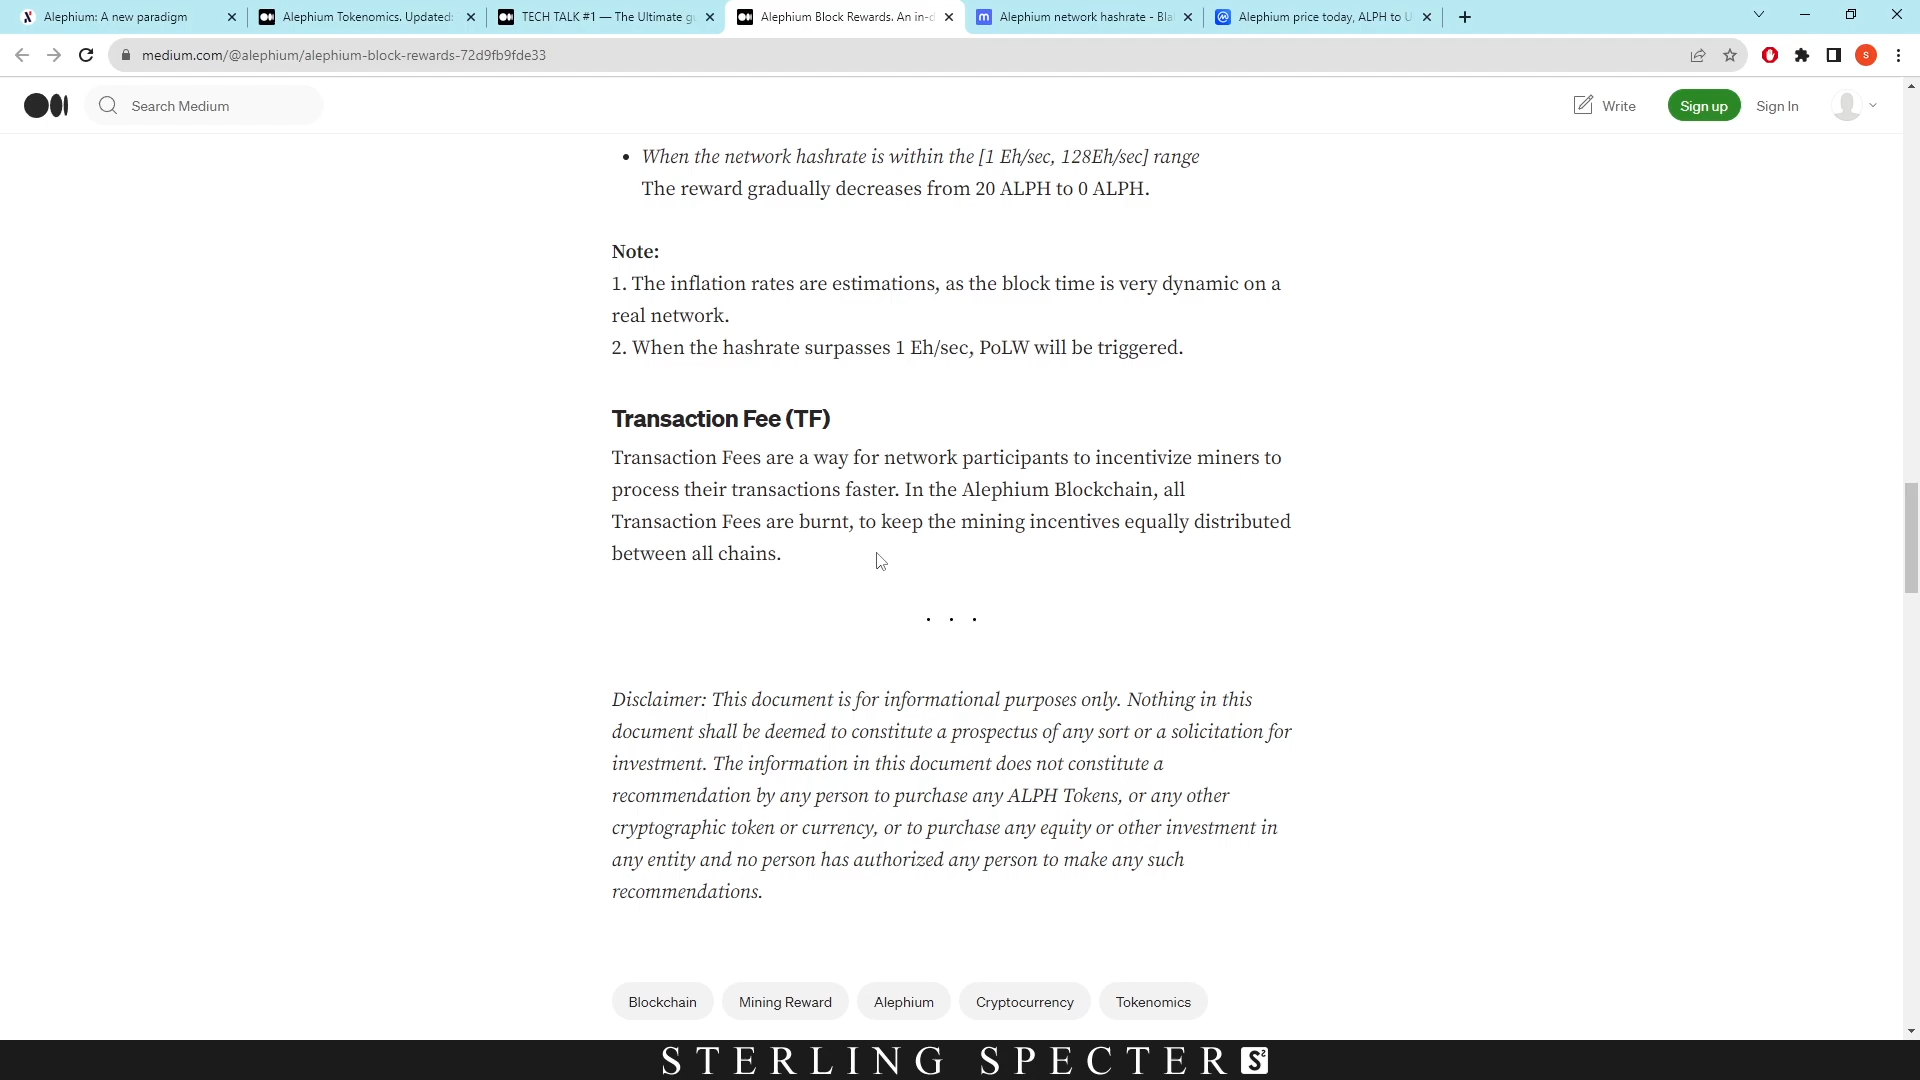 Alephium: A new paradigm
Alephium Tokenomics. Updated:
TECH TALK #1 — The Ultimate gu
Alephium Block Rewards. An in-d
Alephium network hashrate - Bla
Alephium price today, ALPH to U
medium.com/@alephium/alephium-block-rewards-72d9fb9fde33
S
Search Medium
Write
Sign up
Sign In
• When the network hashrate is within the [1 Eh/sec, 128Eh/sec] range
The reward gradually decreases from 20 ALPH to 0 ALPH.
Note:
1. The inflation rates are estimations, as the block time is very dynamic on a
real network.
2. When the hashrate surpasses 1 Eh/sec, PoLW will be triggered.
Transaction Fee (TF)
Transaction Fees are a way for network participants to incentivize miners to
process their transactions faster. In the Alephium Blockchain, all
Transaction Fees are burnt, to keep the mining incentives equally distributed
between all chains.
. . .
Disclaimer: This document is for informational purposes only. Nothing in this
document shall be deemed to constitute a prospectus of any sort or a solicitation for
investment. The information in this document does not constitute a
recommendation by any person to purchase any ALPH Tokens, or any other
cryptographic token or currency, or to purchase any equity or other investment in
any entity and no person has authorized any person to make any such
recommendations.
Blockchain
Mining Reward
Alephium
Cryptocurrency
Tokenomics
STERLING SPECTER S²